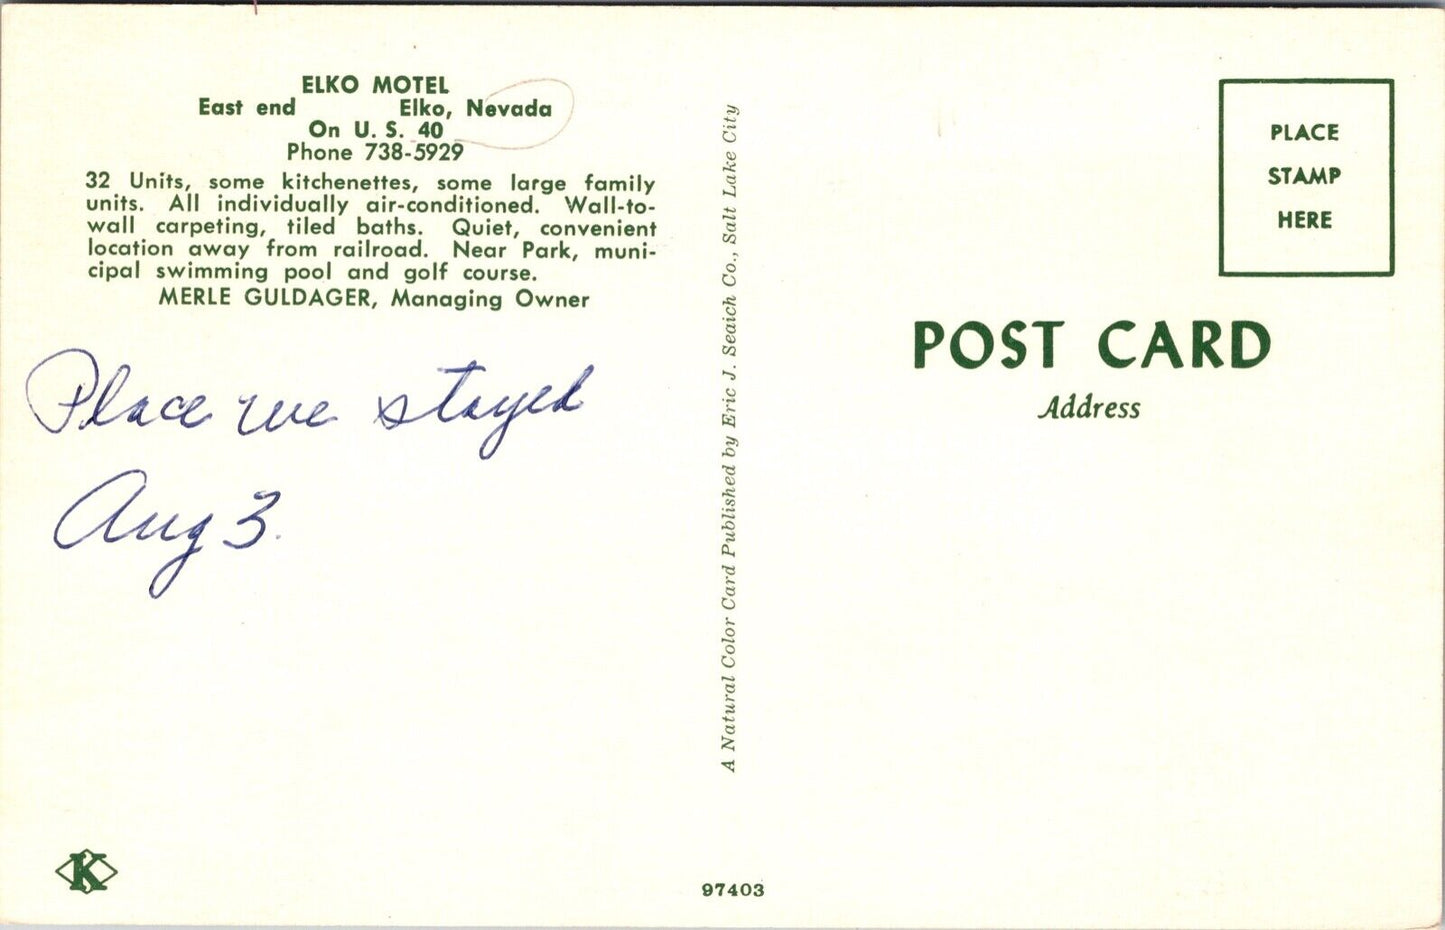 ELKO MOTEL
East end Elko, Nevada
On U. S. 40
Phone 738-5929
32 Units, some kitchenettes, some large family
units. All individually air-conditioned. Wall-to-
wall carpeting, tiled baths. Quiet, convenient
location away from railroad. Near Park, muni-
cipal swimming pool and golf course.
MERLE GULDAGER, Managing Owner
Place we stayed
Aug 3.
K
A Natural Color Card Published by Eric J. Seaich Co., Salt Lake City
97403
PLACE
STAMP
HERE
POST CARD
Address